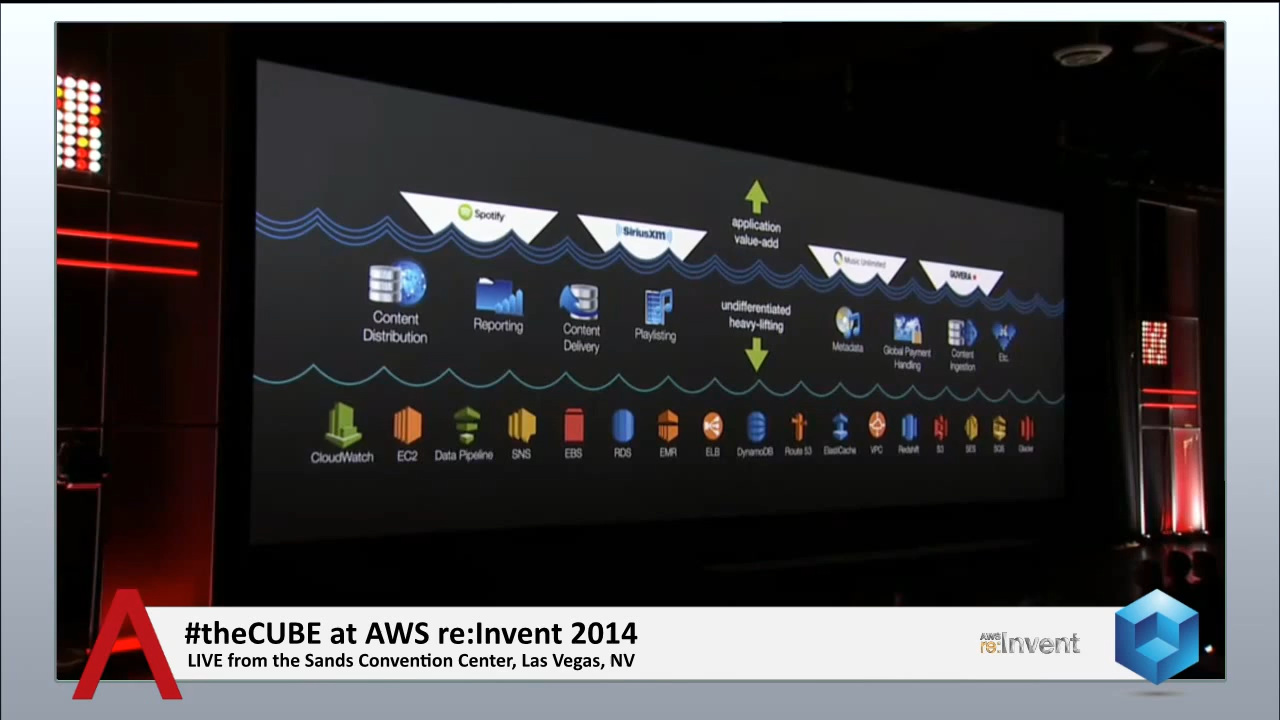 Spotify
((SiriusXM))
application
value-add
Music Unlimited
GUVERA
Content
Distribution
Reporting
Content
Delivery
Playlisting
undifferentiated
heavy-lifting
Metadata
Global Payment
Handling
Content
Ingestion
Etc.
CloudWatch
EC2
Data Pipeline
SNS
EBS
RDS
EMR
ELB
DynamoDB
Route 53
ElastiCache
VPC
Redshift
S3
SES
SQS
Glacier
#theCUBE at AWS re:Invent 2014
LIVE from the Sands Convention Center, Las Vegas, NV
AWS
re:Invent